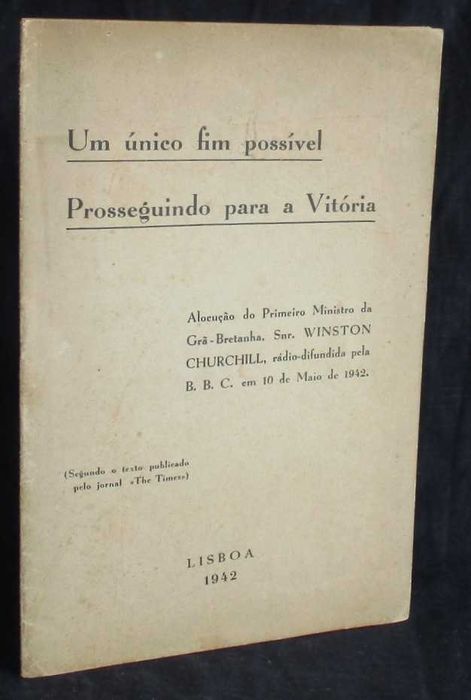 Um único fim possível
Prosseguindo para a Vitória
Alocução do Primeiro Ministro da
Grã-Bretanha. Snr. WINSTON
CHURCHILL, rádio-difundida pela
B. B. C. em 10 de Maio de 1942.
(Segundo o texto publicado
pelo jornal «The Times»)
LISBOA
1942